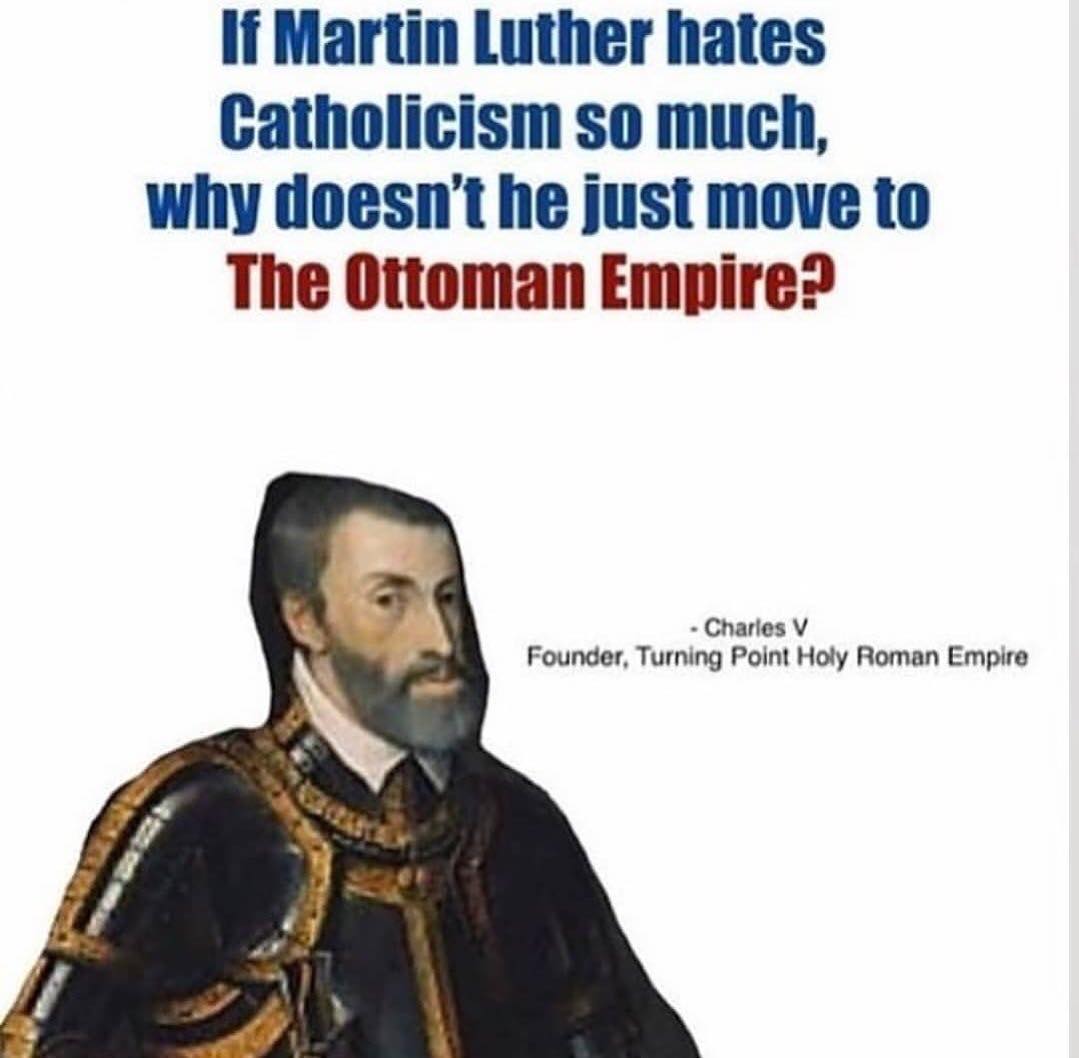 If Martin Luther hates
Catholicism so much,
why doesn't he just move to
The Ottoman Empire?
- Charles V
Founder, Turning Point Holy Roman Empire